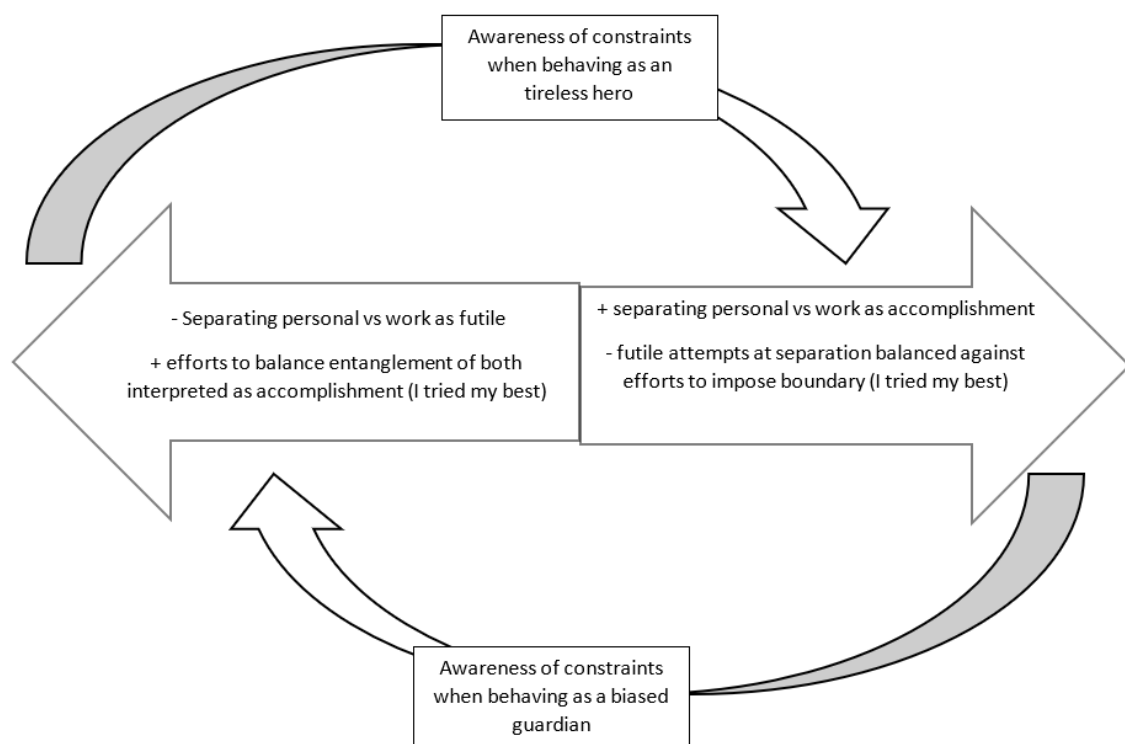 Awareness of constraints
when behaving as an
tireless hero
- Separating personal vs work as futile
+ efforts to balance entanglement of both
interpreted as accomplishment (I tried my best)
+ separating personal vs work as accomplishment
- futile attempts at separation balanced against
efforts to impose boundary (I tried my best)
Awareness of constraints
when behaving as a biased
guardian